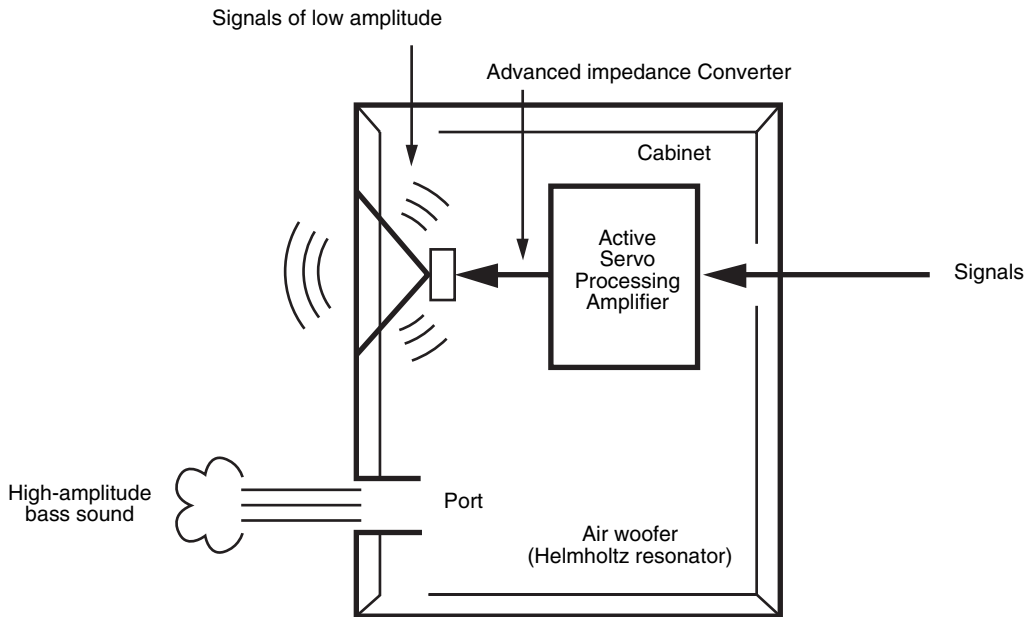 Signals of low amplitude
Advanced impedance Converter
Cabinet
Active
Servo
Processing
Amplifier
Signals
High-amplitude
bass sound
Port
Air woofer
(Helmholtz resonator)